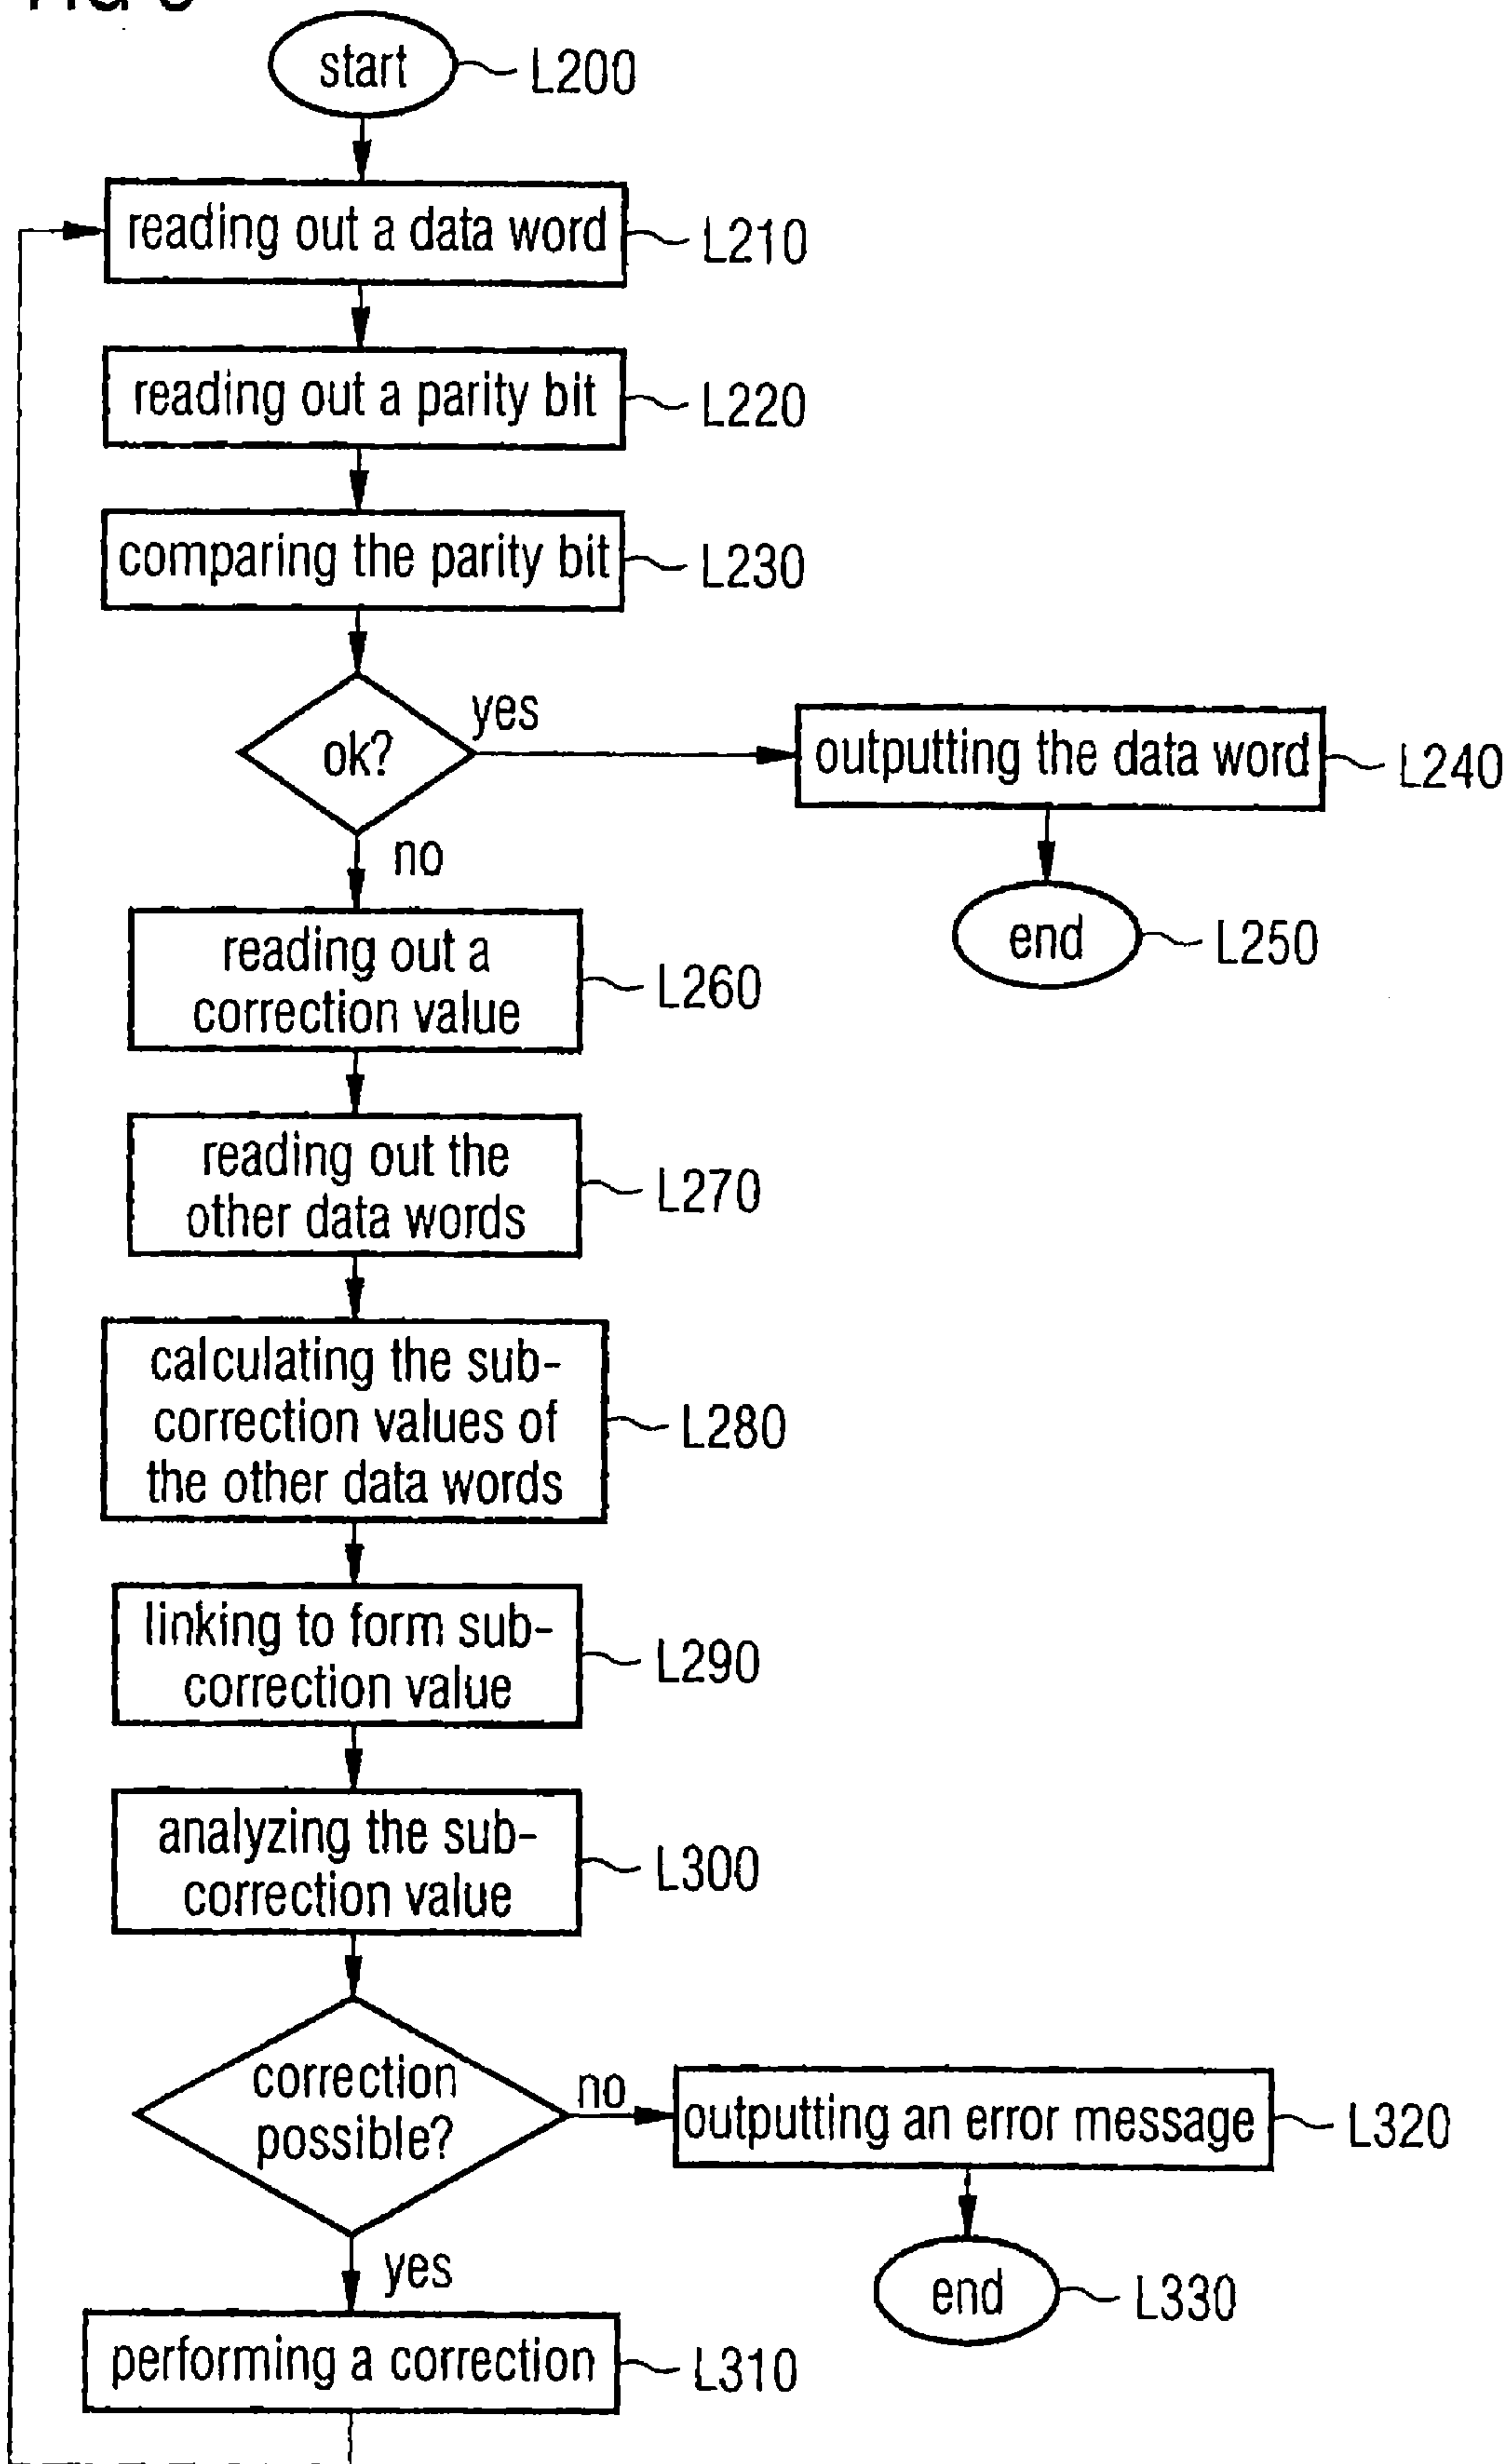 start
L200
reading out a data word
L210
reading out a parity bit
L220
comparing the parity bit
L230
ok?
yes
outputting the data word
L240
no
end
L250
reading out a
correction value
L260
reading out the
other data words
L270
calculating the sub-
correction values of
the other data words
L280
linking to form sub-
correction value
L290
analyzing the sub-
correction value
L300
correction
possible?
no
outputting an error message
L320
yes
end
L330
performing a correction
L310